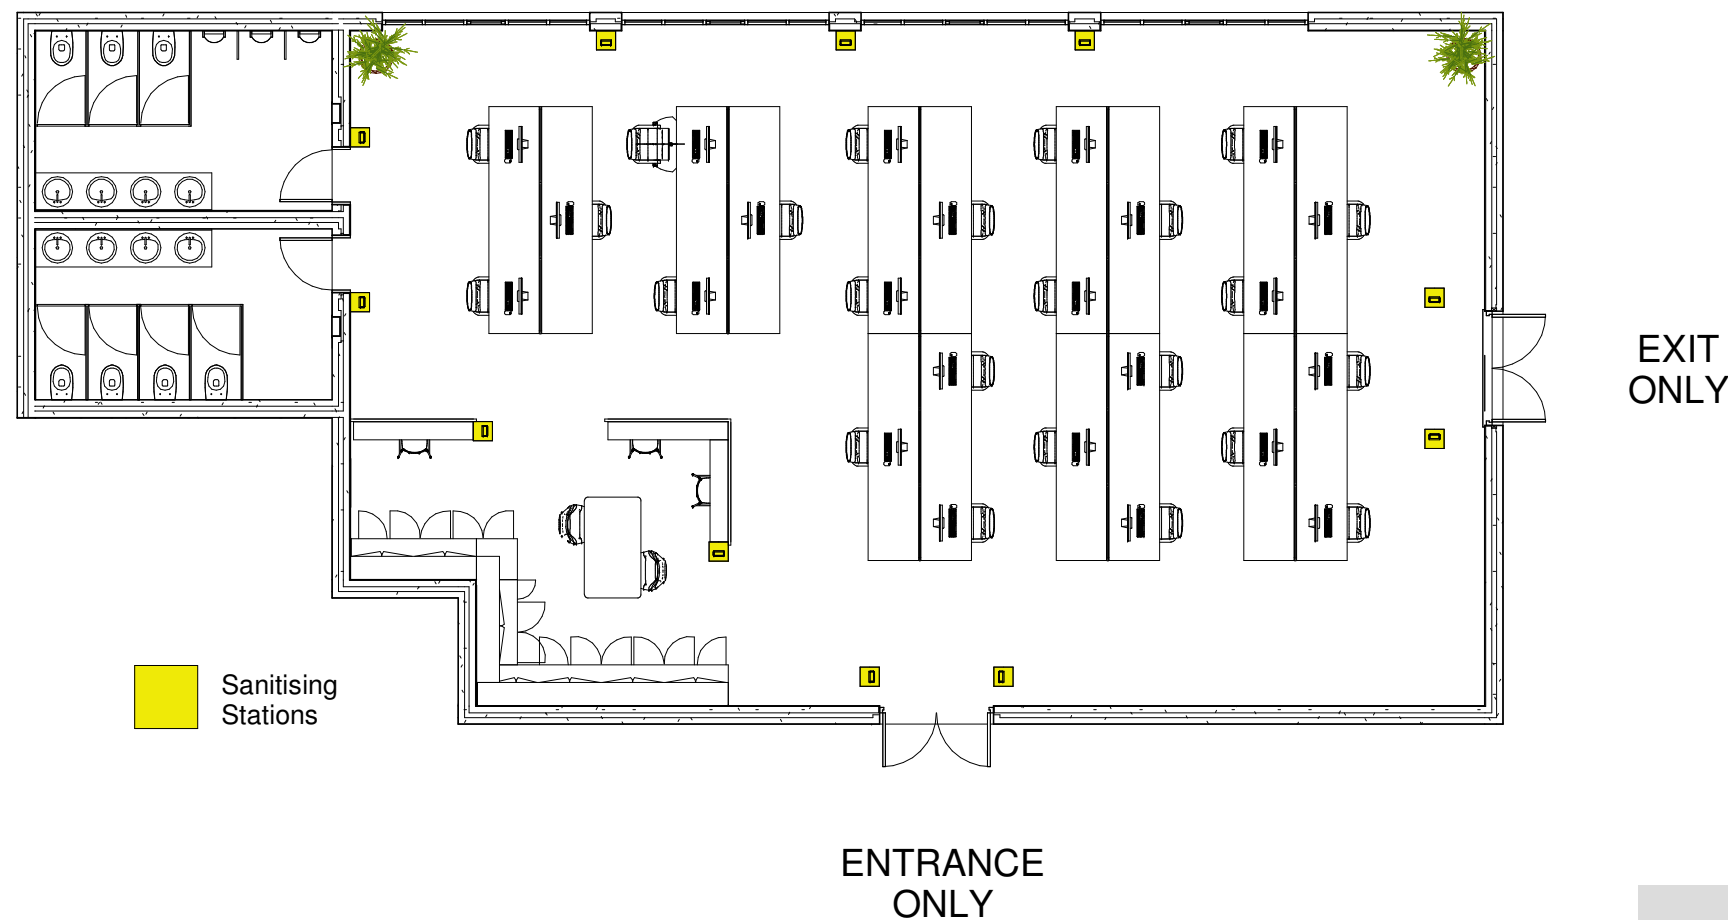 EXIT
ONLY
Sanitising
Stations
ENTRANCE
ONLY